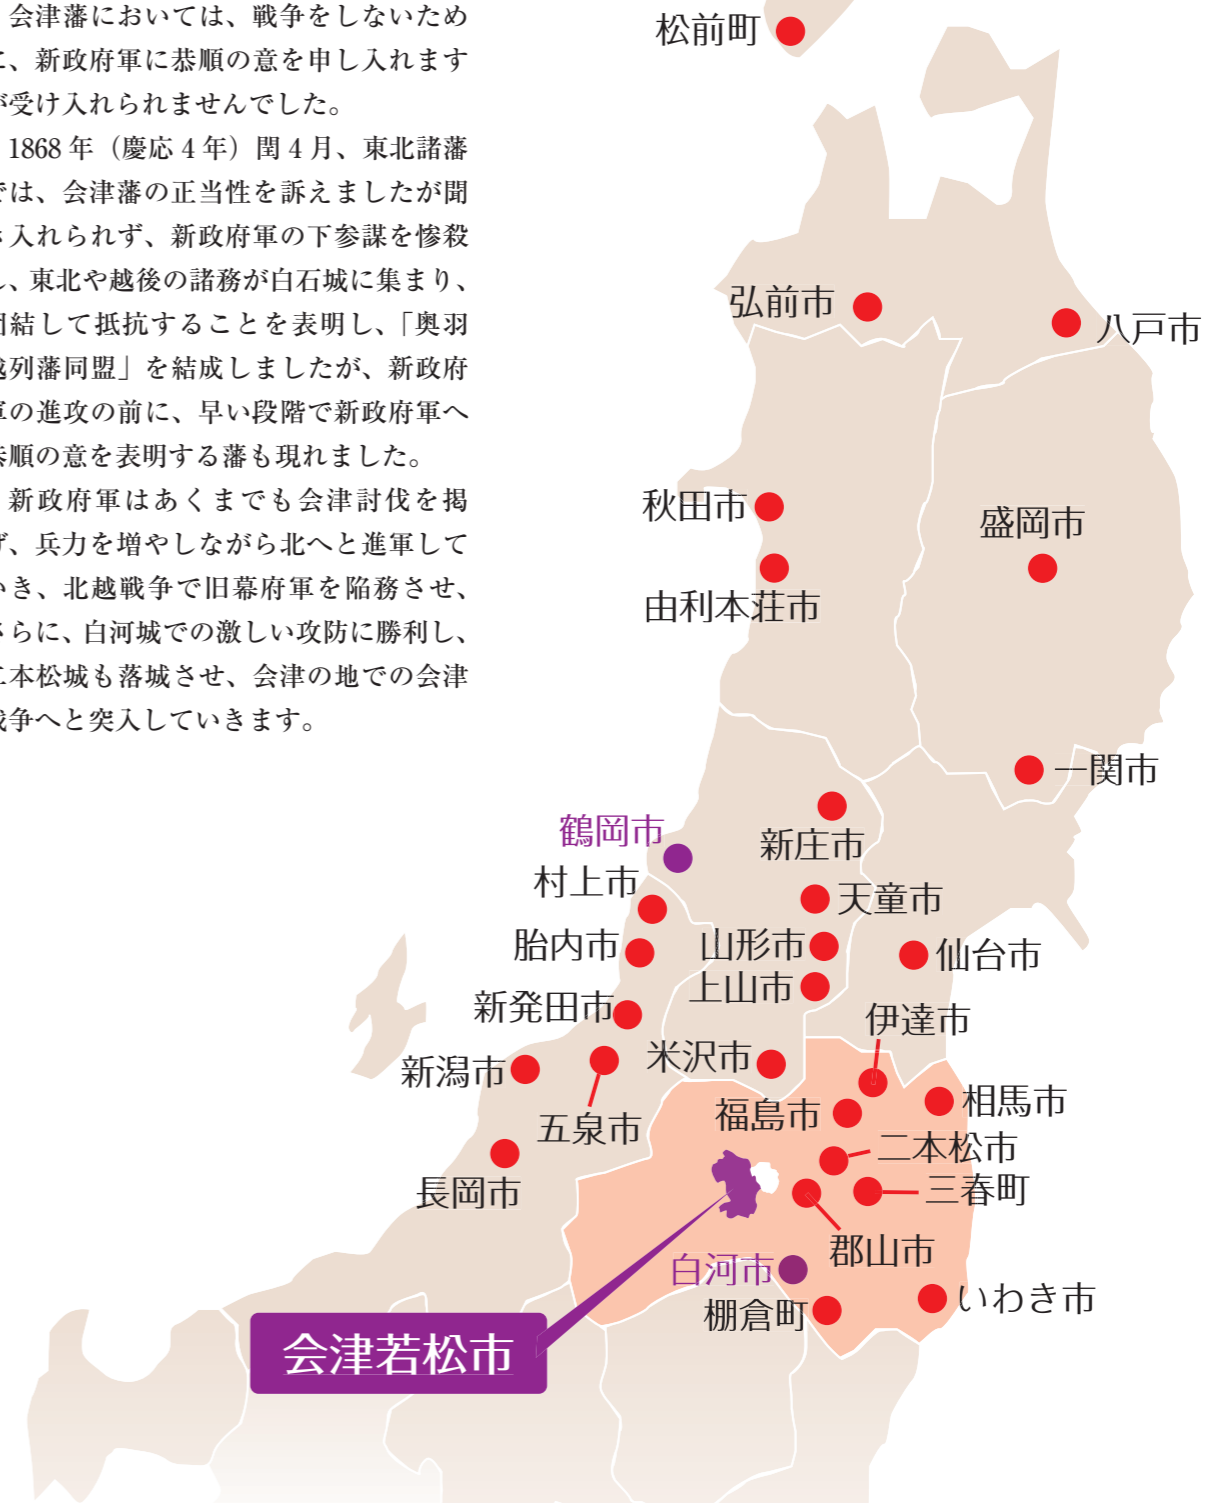 会津藩においては、戦争をしないため
、新政府軍に恭順の意を申し入れます
受け入れられませんでした。
1868 年（慶応 4 年）閏 4 月、東北諸藩
は、会津藩の正当性を訴えましたが聞
入れられず、新政府軍の下参謀を惨殺
、東北や越後の諸務が白石城に集まり、
結して抵抗することを表明し、「奥羽
列藩同盟」を結成しましたが、新政府
の進攻の前に、早い段階で新政府軍へ
順の意を表明する藩も現れました。
新政府軍はあくまでも会津討伐を掲
、兵力を増やしながら北へと進軍して
き、北越戦争で旧幕府軍を陥務させ、
らに、白河城での激しい攻防に勝利し、
本松城も落城させ、会津の地での会津
争へと突入していきます。
松前町
弘前市
八戸市
秋田市
盛岡市
由利本荘市
一関市
鶴岡市
新庄市
村上市
天童市
胎内市
山形市
仙台市
上山市
新発田市
伊達市
米沢市
新潟市
相馬市
福島市
五泉市
二本松市
長岡市
三春町
郡山市
白河市
いわき市
棚倉町
会津若松市